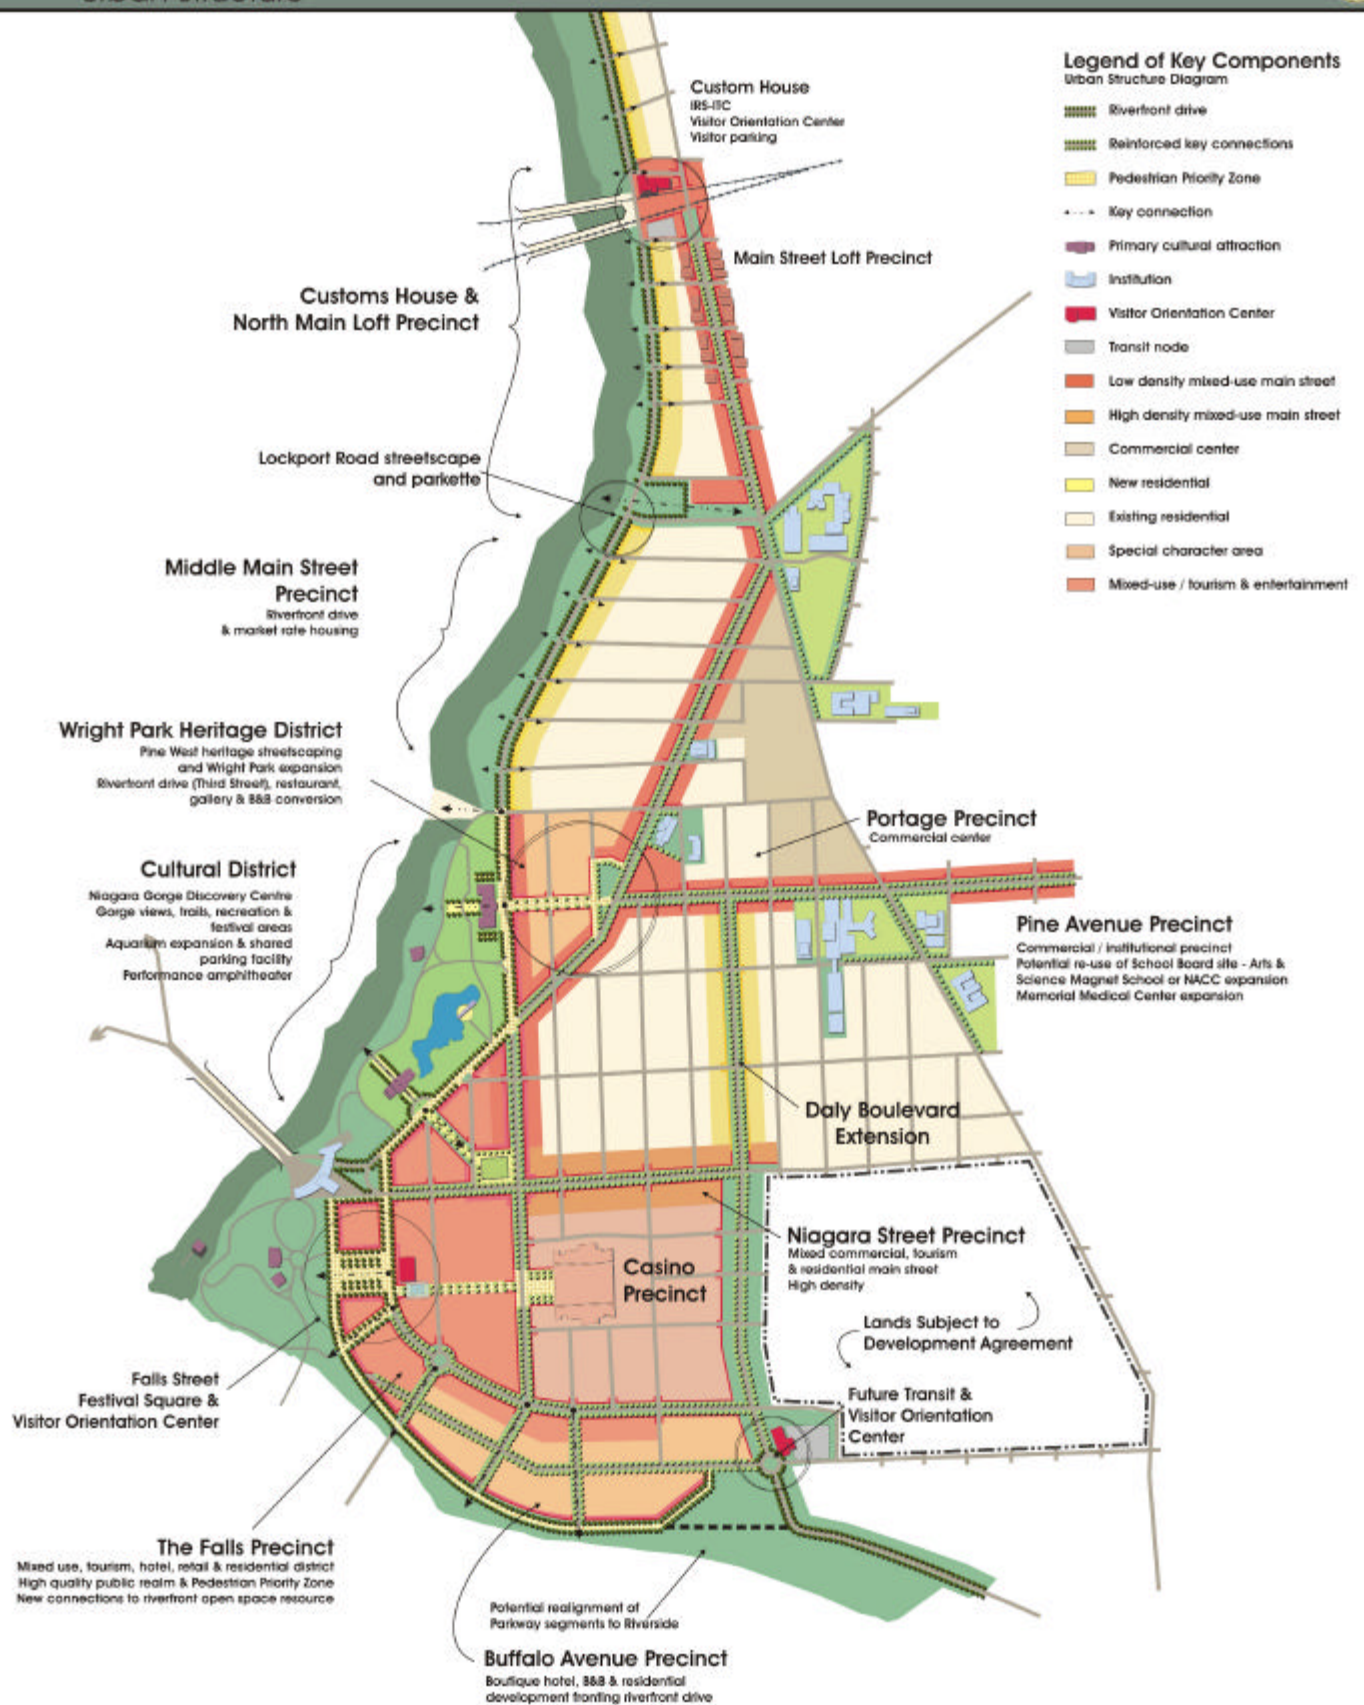 Legend of Key Components
Urban Structure Diagram
Riverfront drive
Reinforced key connections
Pedestrian Priority Zone
Key connection
Primary cultural attraction
Institution
Visitor Orientation Center
Transit node
Low density mixed-use main street
High density mixed-use main street
Commercial center
New residential
Existing residential
Special character area
Mixed-use / tourism & entertainment
Custom House
IRS-ITC
Visitor Orientation Center
Visitor parking
Main Street Loft Precinct
Customs House &
North Main Loft Precinct
Lockport Road streetscape
and parkette
Middle Main Street
Precinct
Riverfront drive
& market rate housing
Wright Park Heritage District
Pine West heritage streetscaping
and Wright Park expansion
Riverfront drive (Third Street), restaurant,
gallery & B&B conversion
Portage Precinct
Commercial center
Cultural District
Niagara Gorge Discovery Centre
Gorge views, trails, recreation &
festival areas
Aquarium expansion & shared
parking facility
Performance amphitheater
Pine Avenue Precinct
Commercial / institutional precinct
Potential re-use of School Board site - Arts &
Science Magnet School or NACC expansion
Memorial Medical Center expansion
Daly Boulevard
Extension
Niagara Street Precinct
Mixed commercial, tourism
& residential main street
High density
Casino
Precinct
Lands Subject to
Development Agreement
Future Transit &
Visitor Orientation
Center
Falls Street
Festival Square &
Visitor Orientation Center
The Falls Precinct
Mixed use, tourism, hotel, retail & residential district
High quality public realm & Pedestrian Priority Zone
New connections to riverfront open space resource
Potential realignment of
Parkway segments to Riverside
Buffalo Avenue Precinct
Boutique hotel, B&B & residential
development fronting riverfront drive